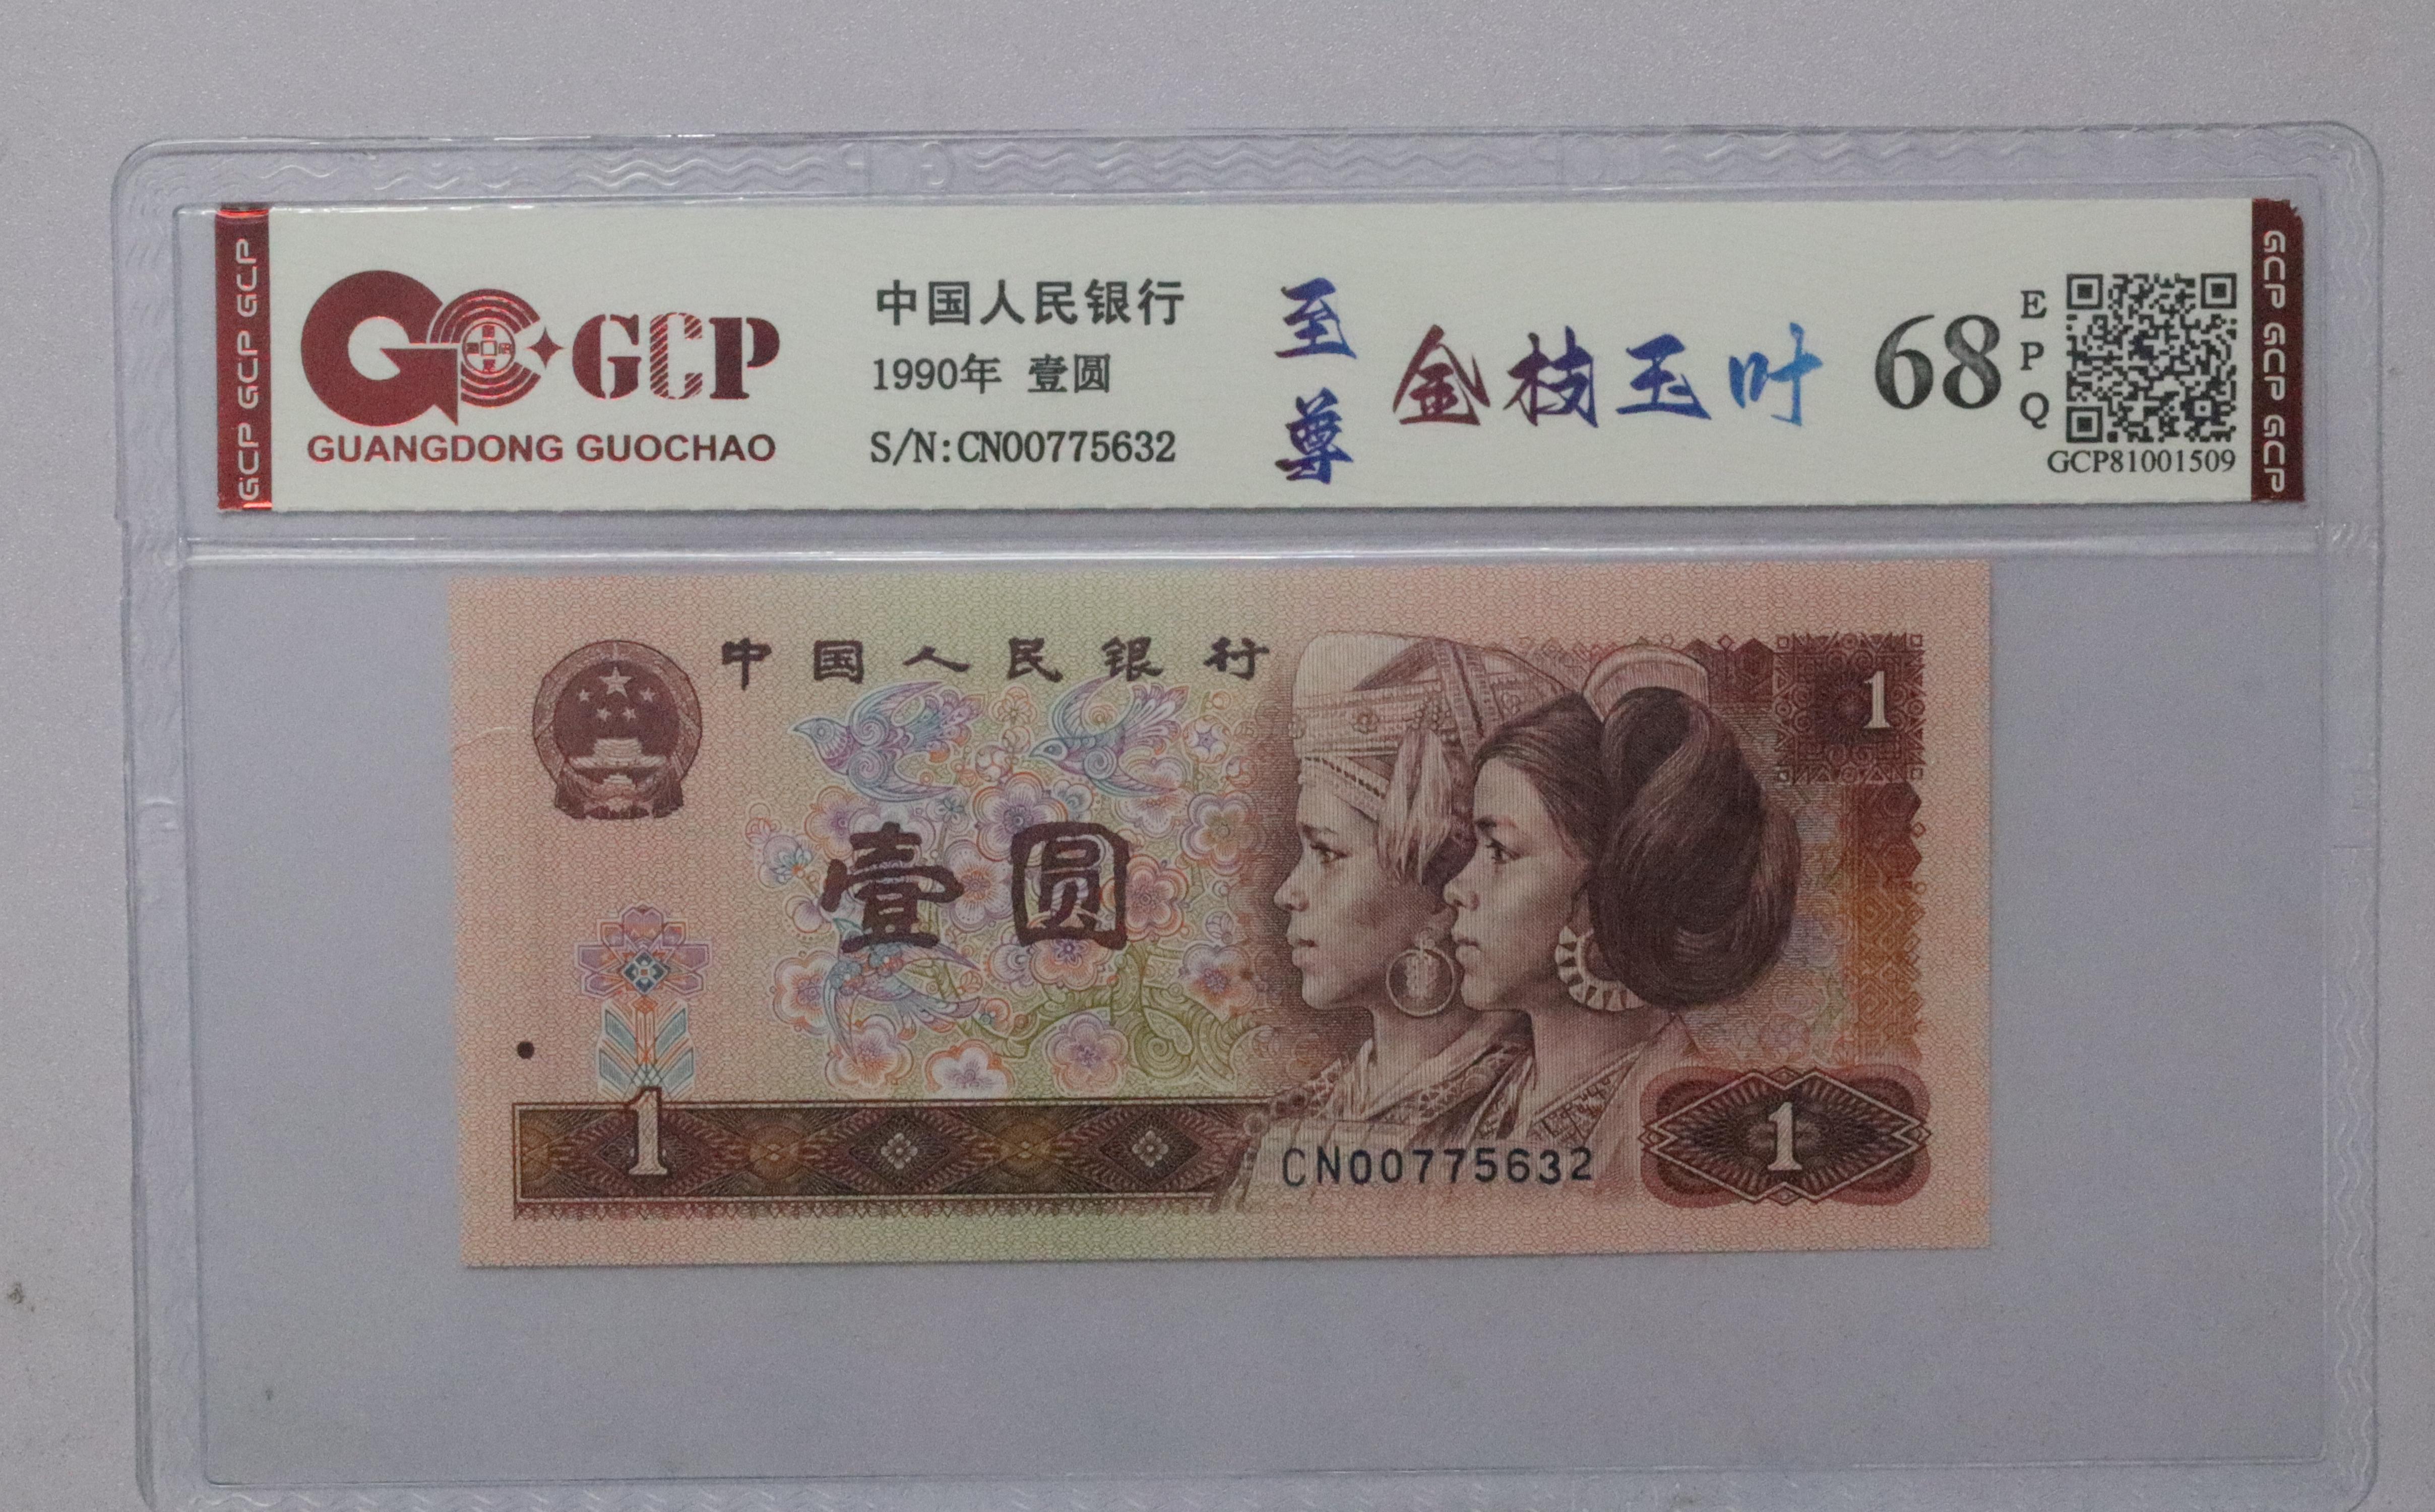 GCP GCP GCP
GCP
GUANGDONG GUOCHAO
中国人民银行
1990年 壹圆
S/N:CN00775632
至尊
金枝玉叶
68
EPQ
GCP81001509
GCP GCP GCP
中国人民银行
1
壹圆
1
CN00775632
1